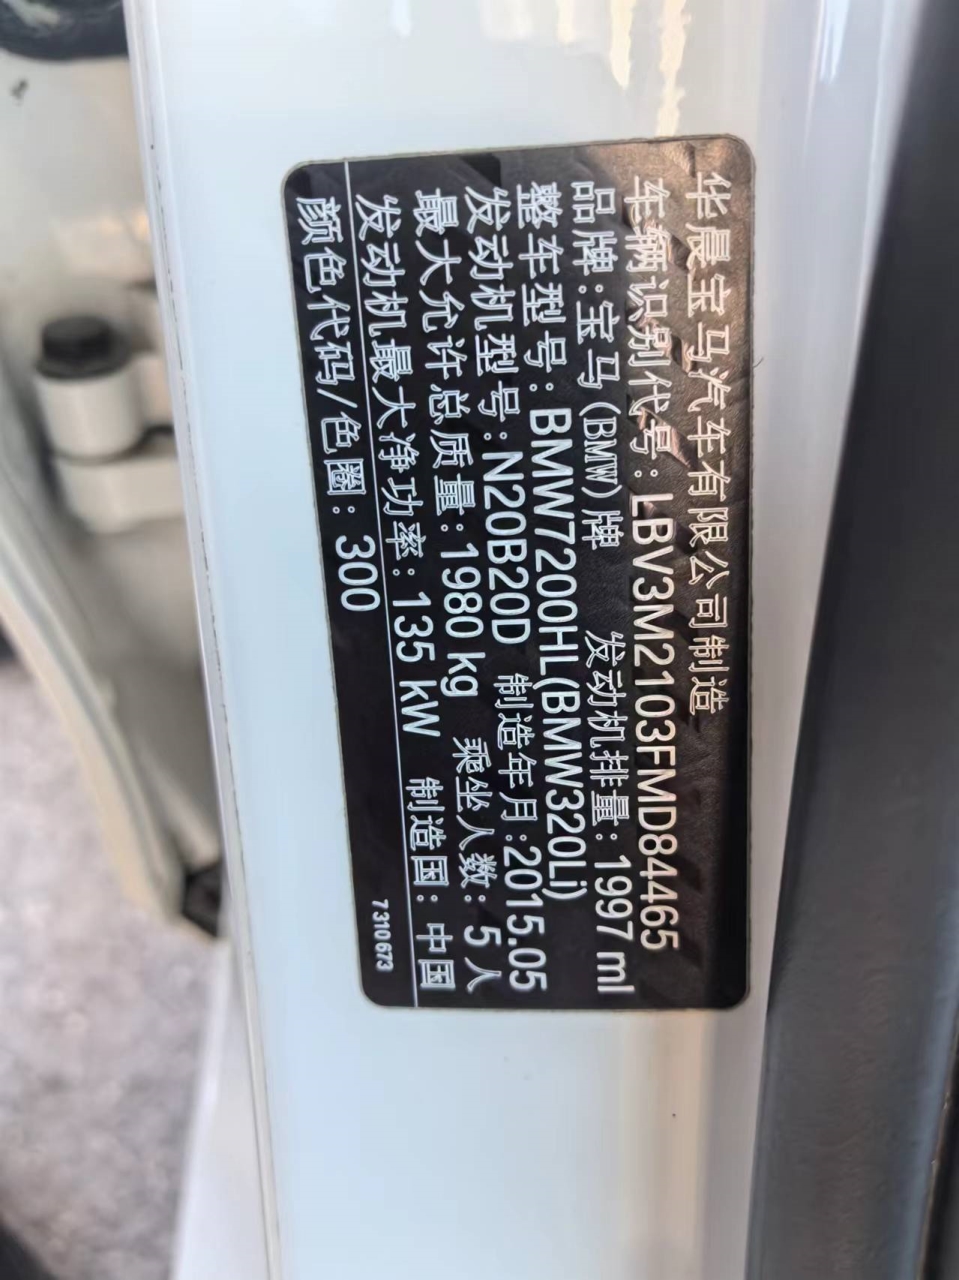 华晨宝马汽车有限公司制造
车辆识别代号：LBV3M2103FMD84465
品牌：宝马(BMW)牌 发动机排量：1997 ml
整车型号：BMW7200HL(BMW320Li)
发动机型号：N20B20D 制造年月：2015.05
最大允许总质量：1980 kg 乘坐人数：5 人
发动机最大净功率：135 kW 制造国：中国
颜色代码/色圈：300
7310673